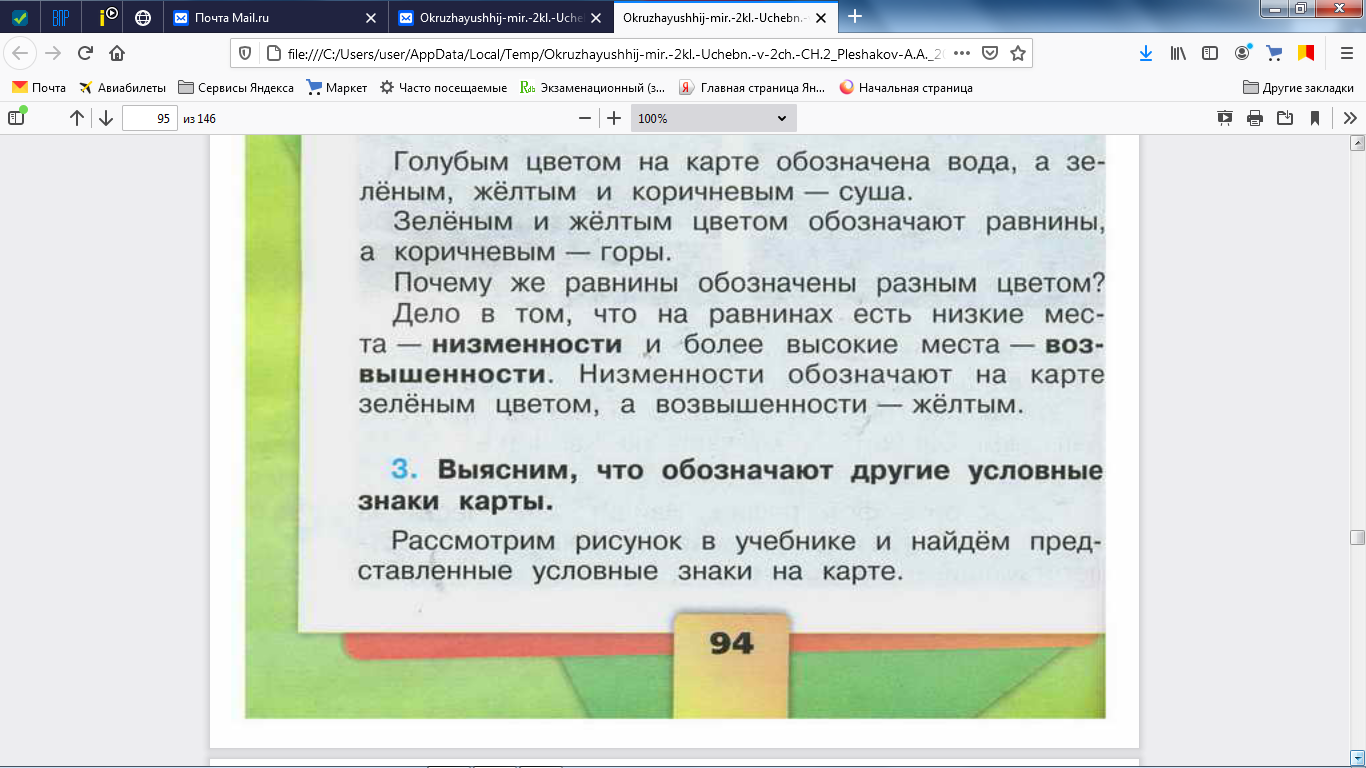 Почта Mail.ru
Okruzhayushhij-mir.-2kl.-Uche
Okruzhayushhij-mir.-2kl.-Uchebn.-
ВПР
file:///C:/Users/user/AppData/Local/Temp/Okruzhayushhij-mir.-2kl.-Uchebn.-v-2ch.-CH.2_Pleshakov-A.A._20
Почта
Авиабилеты
Сервисы Яндекса
Маркет
Часто посещаемые
Экзаменационный (з...
Главная страница Ян...
Начальная страница
Другие закладки
95 из 146
100%
Голубым цветом на карте обозначена вода, а зе-
лёным, жёлтым и коричневым — суша.
Зелёным и жёлтым цветом обозначают равнины,
а коричневым — горы.
Почему же равнины обозначены разным цветом?
Дело в том, что на равнинах есть низкие мес-
та — низменности и более высокие места — воз-
вышенности. Низменности обозначают на карте
зелёным цветом, а возвышенности — жёлтым.
3. Выясним, что обозначают другие условные
знаки карты.
Рассмотрим рисунок в учебнике и найдём пред-
ставленные условные знаки на карте.
94